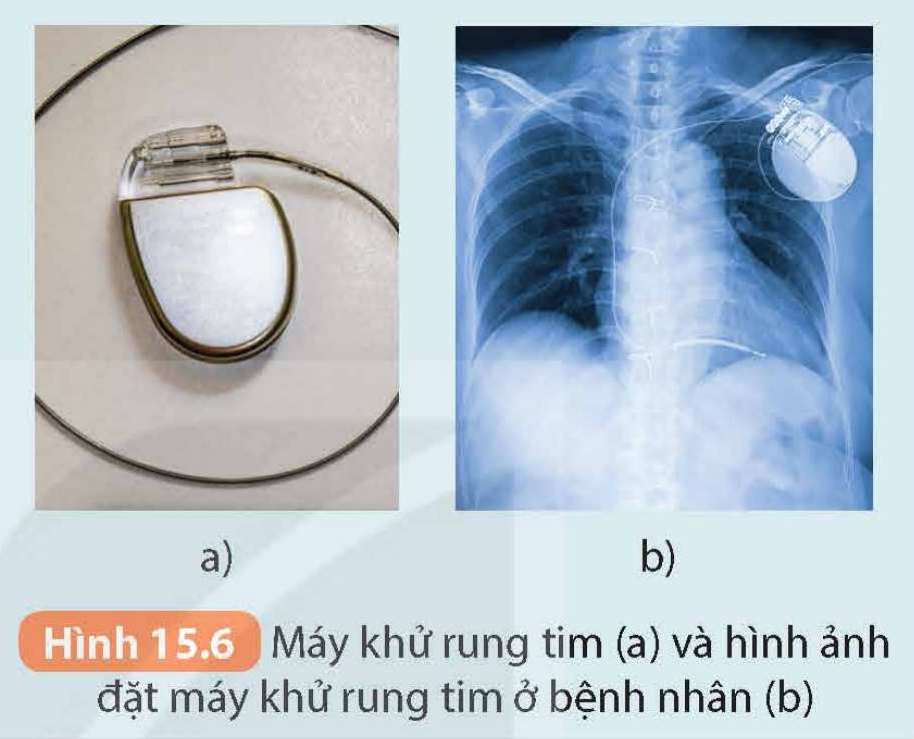 a)
b)
Hình 15.6 Máy khử rung tim (a) và hình ảnh
đặt máy khử rung tim ở bệnh nhân (b)